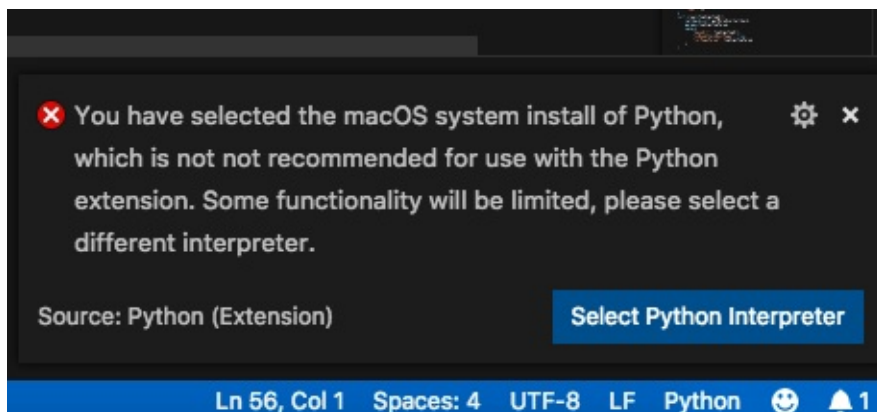 You have selected the macOS system install of Python,
which is not not recommended for use with the Python
extension. Some functionality will be limited, please select a
different interpreter.
Source: Python (Extension)
Select Python Interpreter
Ln 56, Col 1 Spaces: 4 UTF-8 LF Python 1